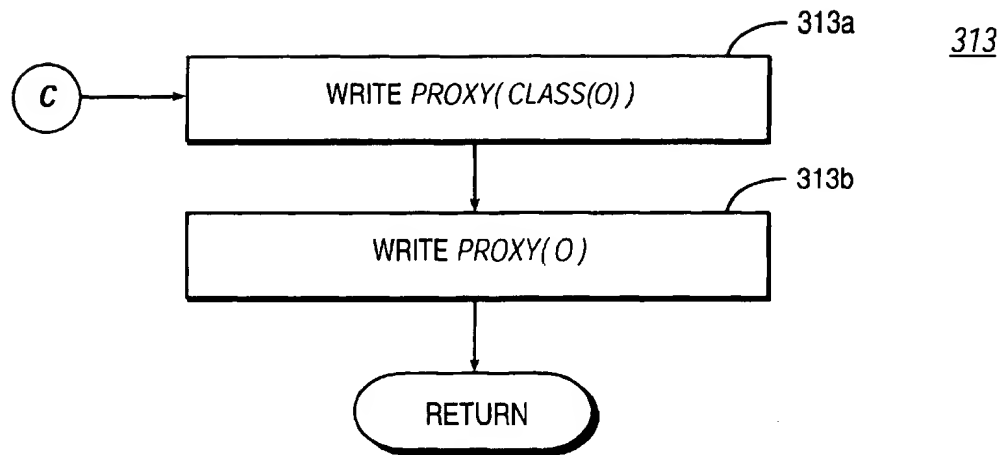 313a
313
C
WRITE PROXY(CLASS(O))
313b
WRITE PROXY(O)
RETURN